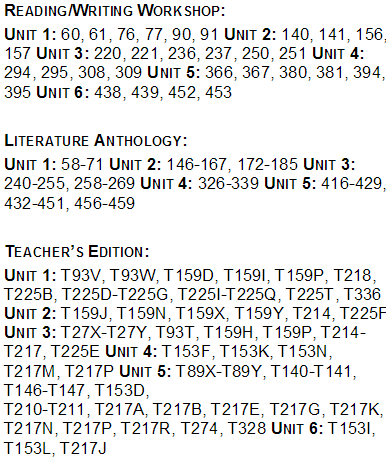 READING/WRITING WORKSHOP:
UNIT 1: 60, 61, 76, 77, 90, 91 UNIT 2: 140, 141, 156,
157 UNIT 3: 220, 221, 236, 237, 250, 251 UNIT 4:
294, 295, 308, 309 UNIT 5: 366, 367, 380, 381, 394,
395 UNIT 6: 438, 439, 452, 453
LITERATURE ANTHOLOGY:
UNIT 1: 58-71 UNIT 2: 146-167, 172-185 UNIT 3:
240-255, 258-269 UNIT 4: 326-339 UNIT 5: 416-429,
432-451, 456-459
TEACHER'S EDITION:
UNIT 1: T93V, T93W, T159D, T159I, T159P, T218,
T225B, T225D-T225G, T225I-T225Q, T225T, T336
UNIT 2: T159J, T159N, T159X, T159Y, T214, T225F
UNIT 3: T27X-T27Y, T93T, T159H, T159P, T214-
T217, T225E UNIT 4: T153F, T153K, T153N,
T217M, T217P UNIT 5: T89X-T89Y, T140-T141,
T146-T147, T153D,
T210-T211, T217A, T217B, T217E, T217G, T217K,
T217N, T217P, T217R, T274, T328 UNIT 6: T153I,
T153L, T217J